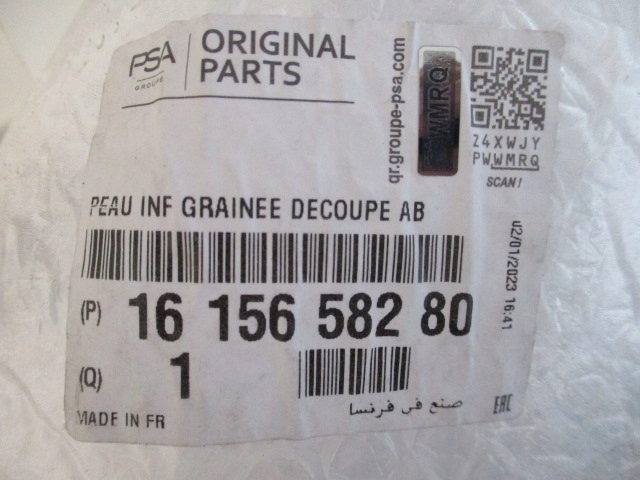 PSA
GROUPE
ORIGINAL
PARTS
qr.groupe-psa.com
WMRQ
Z4XWJY
PWWMRQ
SCAN!
PEAU INF GRAINEE DECOUPE AB
02/01/2023 16:41
(P) 16 156 582 80
(Q) 1
صنع في فرنسا
MADE IN FR
EAC